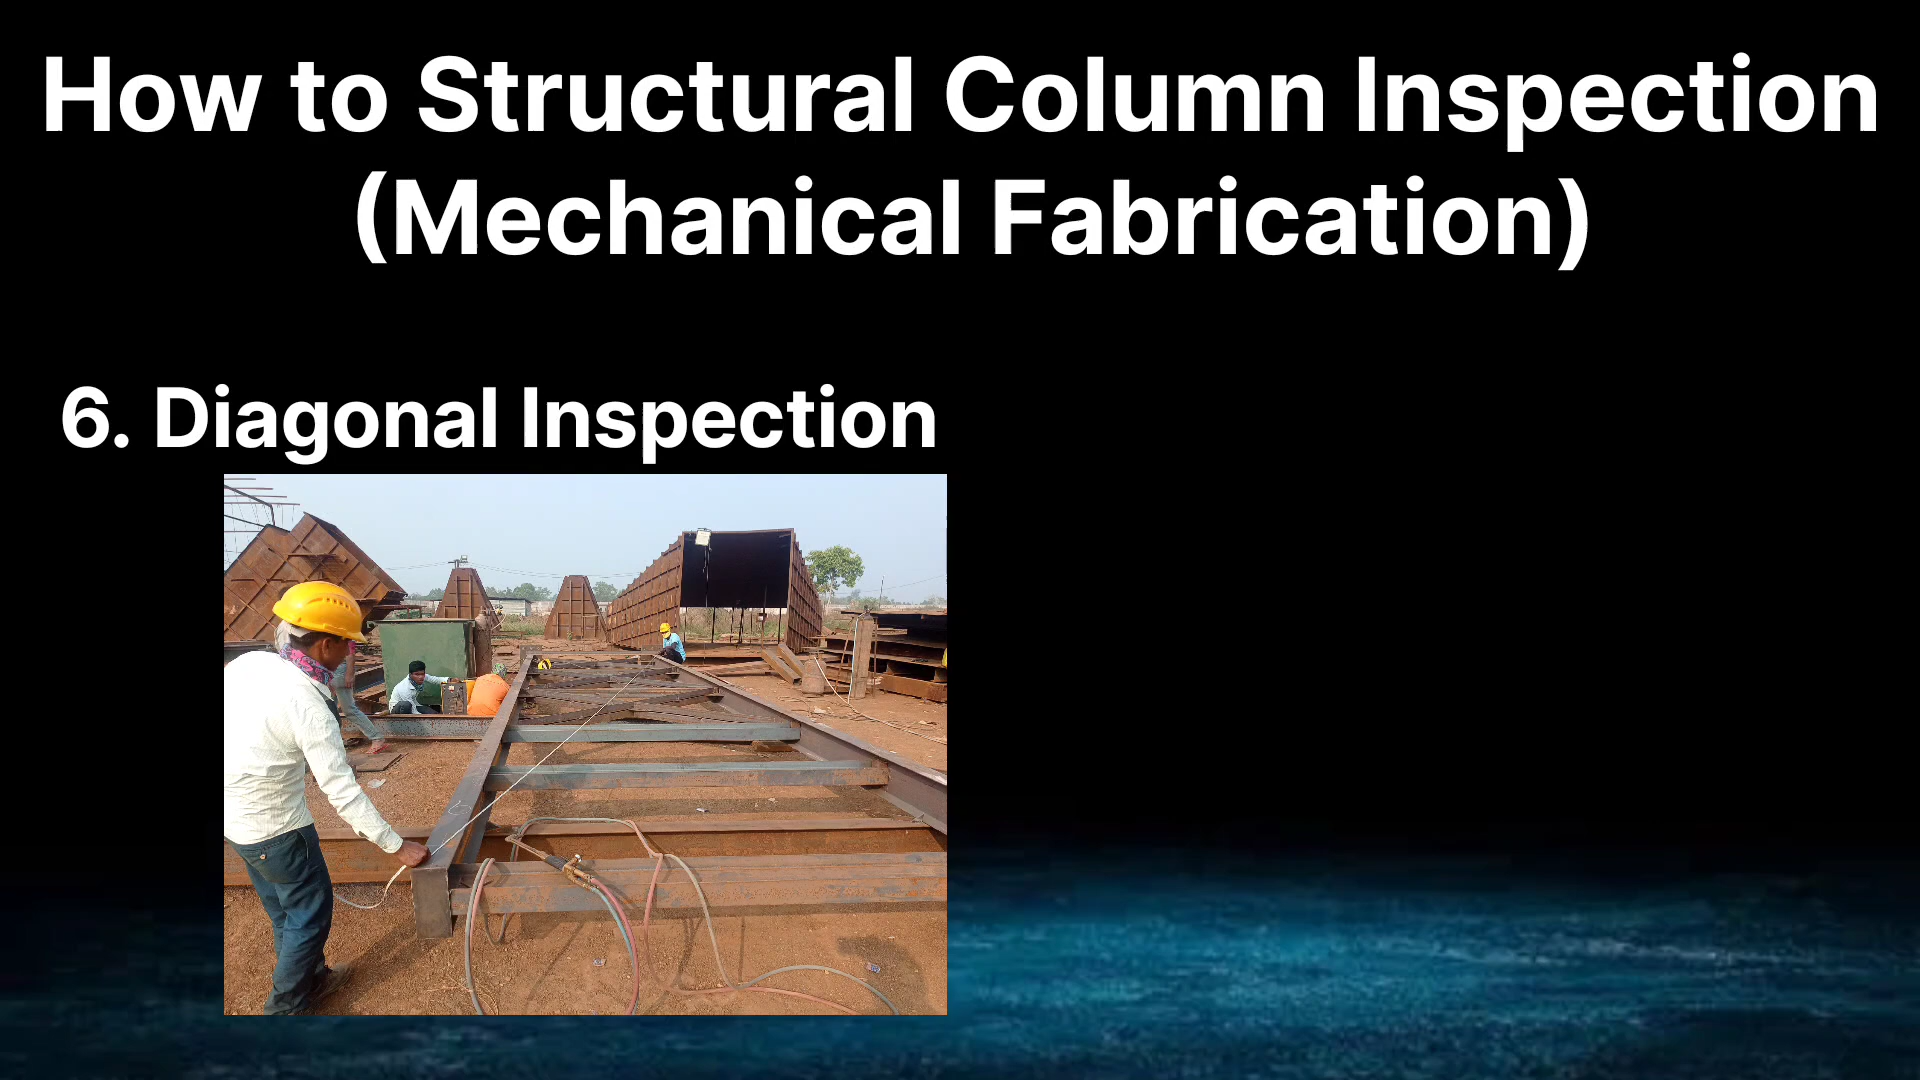 How to Structural Column Inspection
(Mechanical Fabrication)
6. Diagonal Inspection